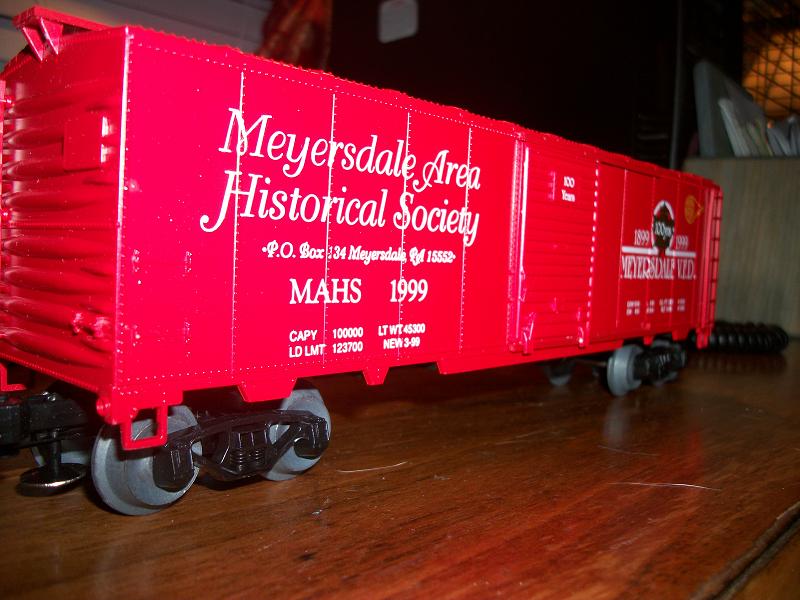 Meyersdale Area
Historical Society
·P.O. Box 134 Meyersdale, PA 15552·
MAHS 1999
CAPY 100000 LT WT 45300
LD LMT 123700 NEW 3-99
100
Years
100yrs
1899 1999
MEYERSDALE V.F.D.